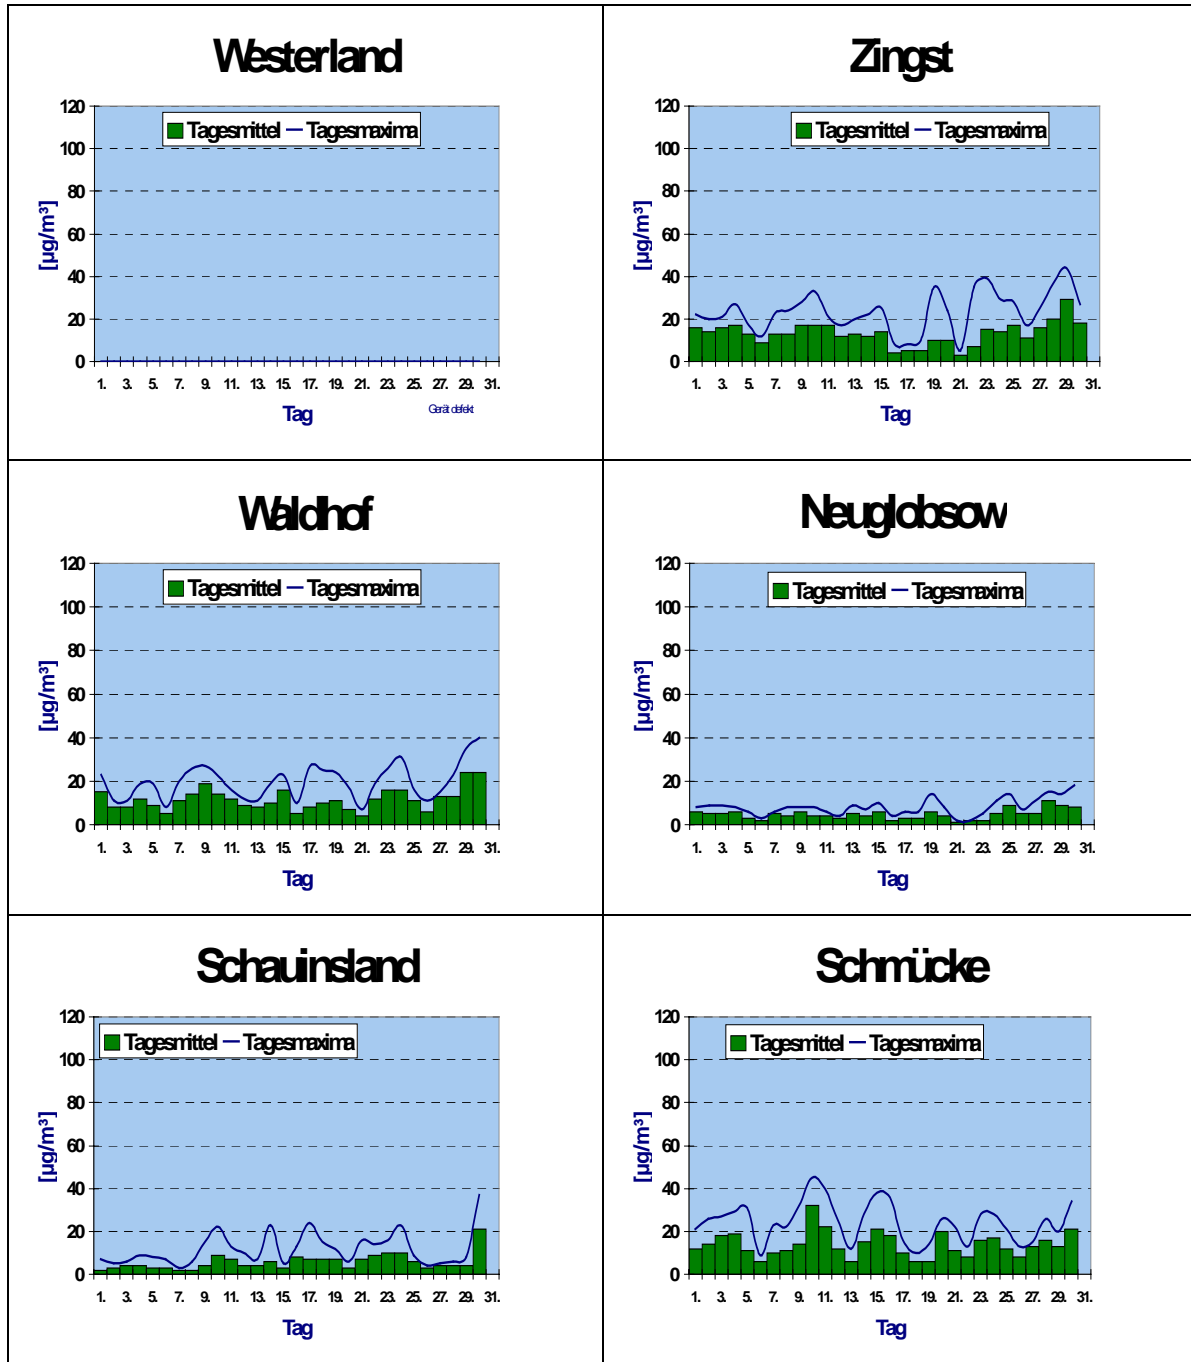 Westerland
120
100
80
60
40
20
0
[µg/m³]
Tagesmittel Tagesmaxima
1. 3. 5. 7. 9. 11. 13. 15. 17. 19. 21. 23. 25. 27. 29. 31.
Tag
Gerät defekt
Zingst
120
100
80
60
40
20
0
[µg/m³]
Tagesmittel Tagesmaxima
1. 3. 5. 7. 9. 11. 13. 15. 17. 19. 21. 23. 25. 27. 29. 31.
Tag
Waldhof
120
100
80
60
40
20
0
[µg/m³]
Tagesmittel Tagesmaxima
1. 3. 5. 7. 9. 11. 13. 15. 17. 19. 21. 23. 25. 27. 29. 31.
Tag
Neuglobsow
120
100
80
60
40
20
0
[µg/m³]
Tagesmittel Tagesmaxima
1. 3. 5. 7. 9. 11. 13. 15. 17. 19. 21. 23. 25. 27. 29. 31.
Tag
Schauinsland
120
100
80
60
40
20
0
[µg/m³]
Tagesmittel Tagesmaxima
1. 3. 5. 7. 9. 11. 13. 15. 17. 19. 21. 23. 25. 27. 29. 31.
Tag
Schmücke
120
100
80
60
40
20
0
[µg/m³]
Tagesmittel Tagesmaxima
1. 3. 5. 7. 9. 11. 13. 15. 17. 19. 21. 23. 25. 27. 29. 31.
Tag